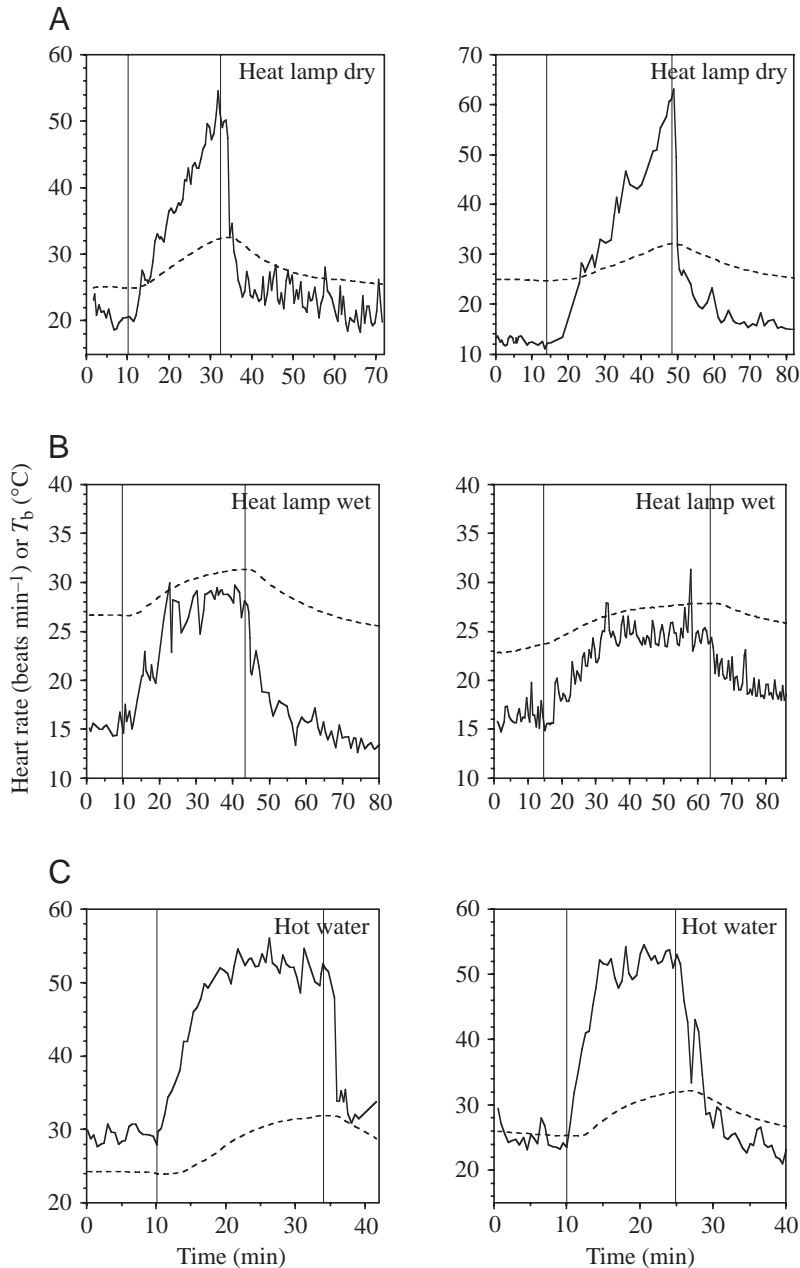 A
Heat lamp dry
60
50
40
30
20
0 10 20 30 40 50 60 70
Heat lamp dry
70
60
50
40
30
20
10
0 10 20 30 40 50 60 70 80
B
Heart rate (beats min–1) or Tb (°C)
Heat lamp wet
40
35
30
25
20
15
10
0 10 20 30 40 50 60 70 80
Heat lamp wet
40
35
30
25
20
15
10
0 10 20 30 40 50 60 70 80
C
Hot water
60
50
40
30
20
0 10 20 30 40
Time (min)
Hot water
60
50
40
30
20
0 10 20 30 40
Time (min)